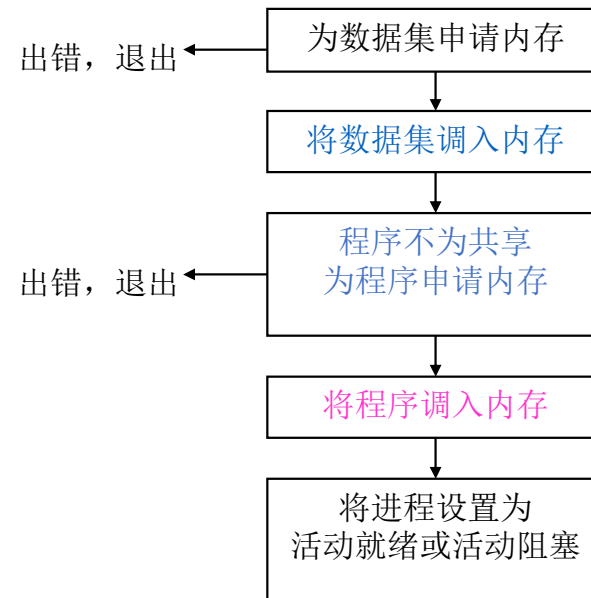 为数据集申请内存
出错，退出
将数据集调入内存
程序不为共享
为程序申请内存
出错，退出
将程序调入内存
将进程设置为
活动就绪或活动阻塞